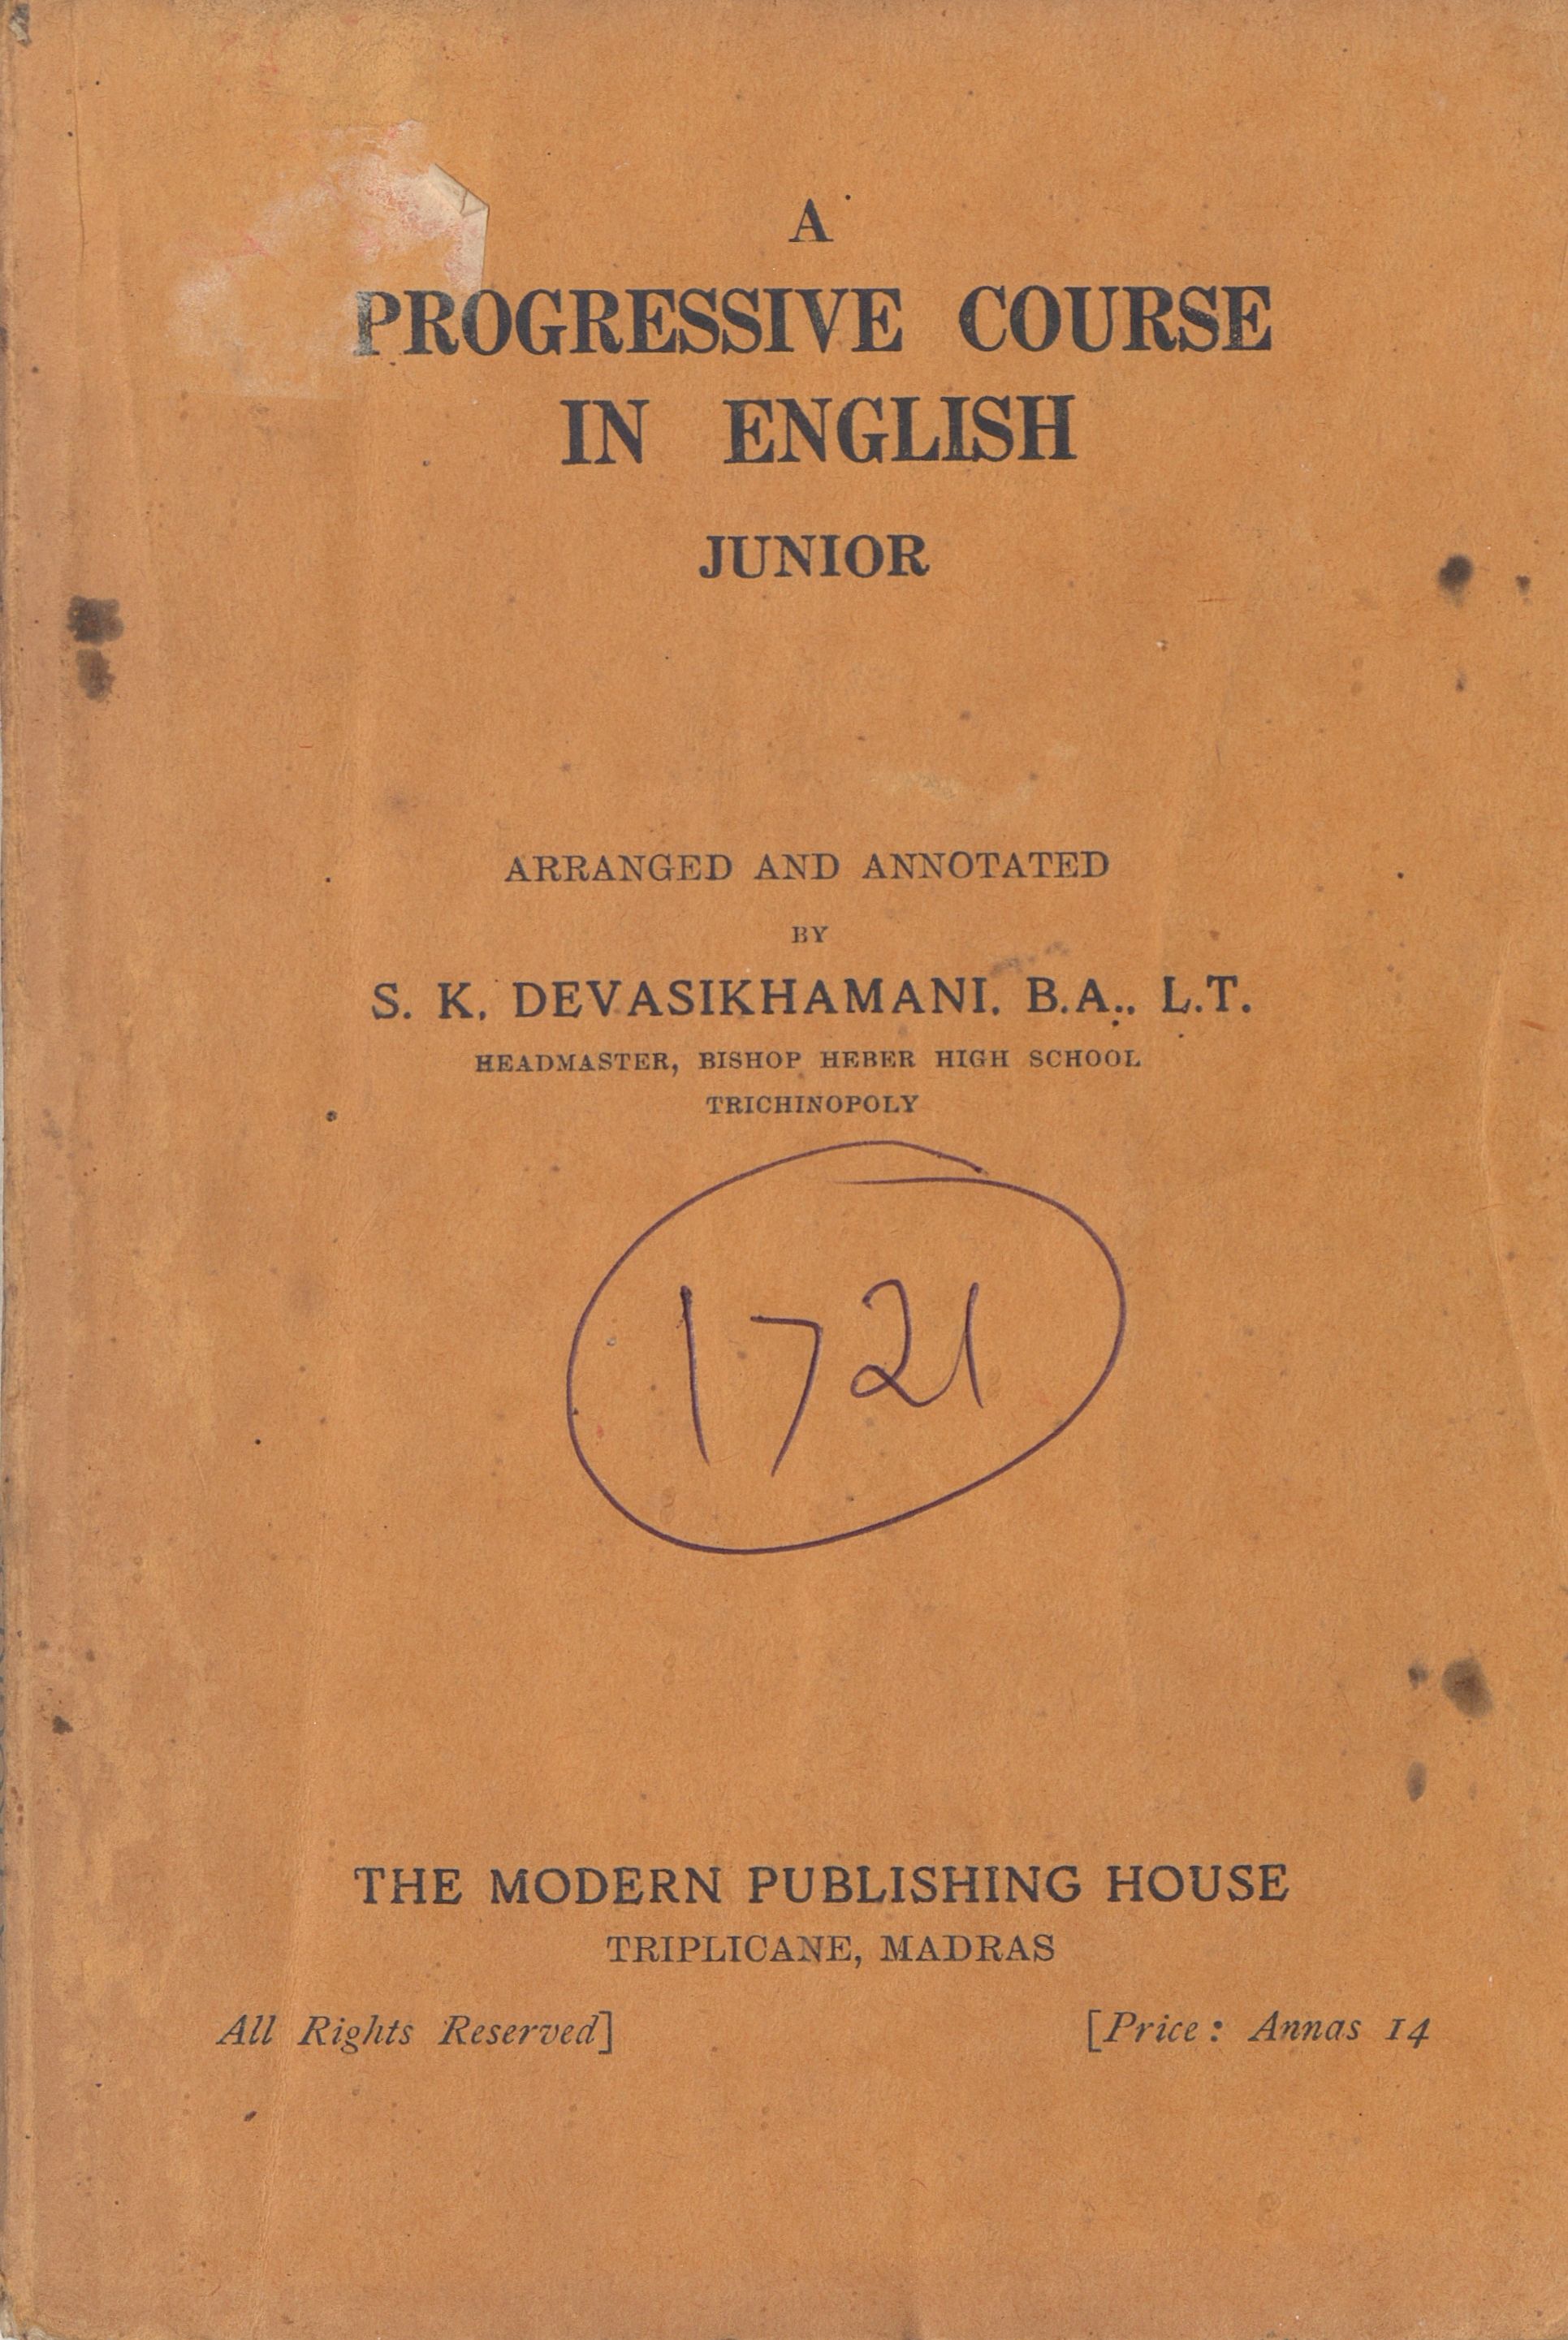 A
PROGRESSIVE COURSE
IN ENGLISH
JUNIOR
ARRANGED AND ANNOTATED
BY
S. K. DEVASIKHAMANI, B.A., L.T.
HEADMASTER, BISHOP HEBER HIGH SCHOOL
TRICHINOPOLY
1721
THE MODERN PUBLISHING HOUSE
TRIPLICANE, MADRAS
All Rights Reserved] [Price : Annas 14